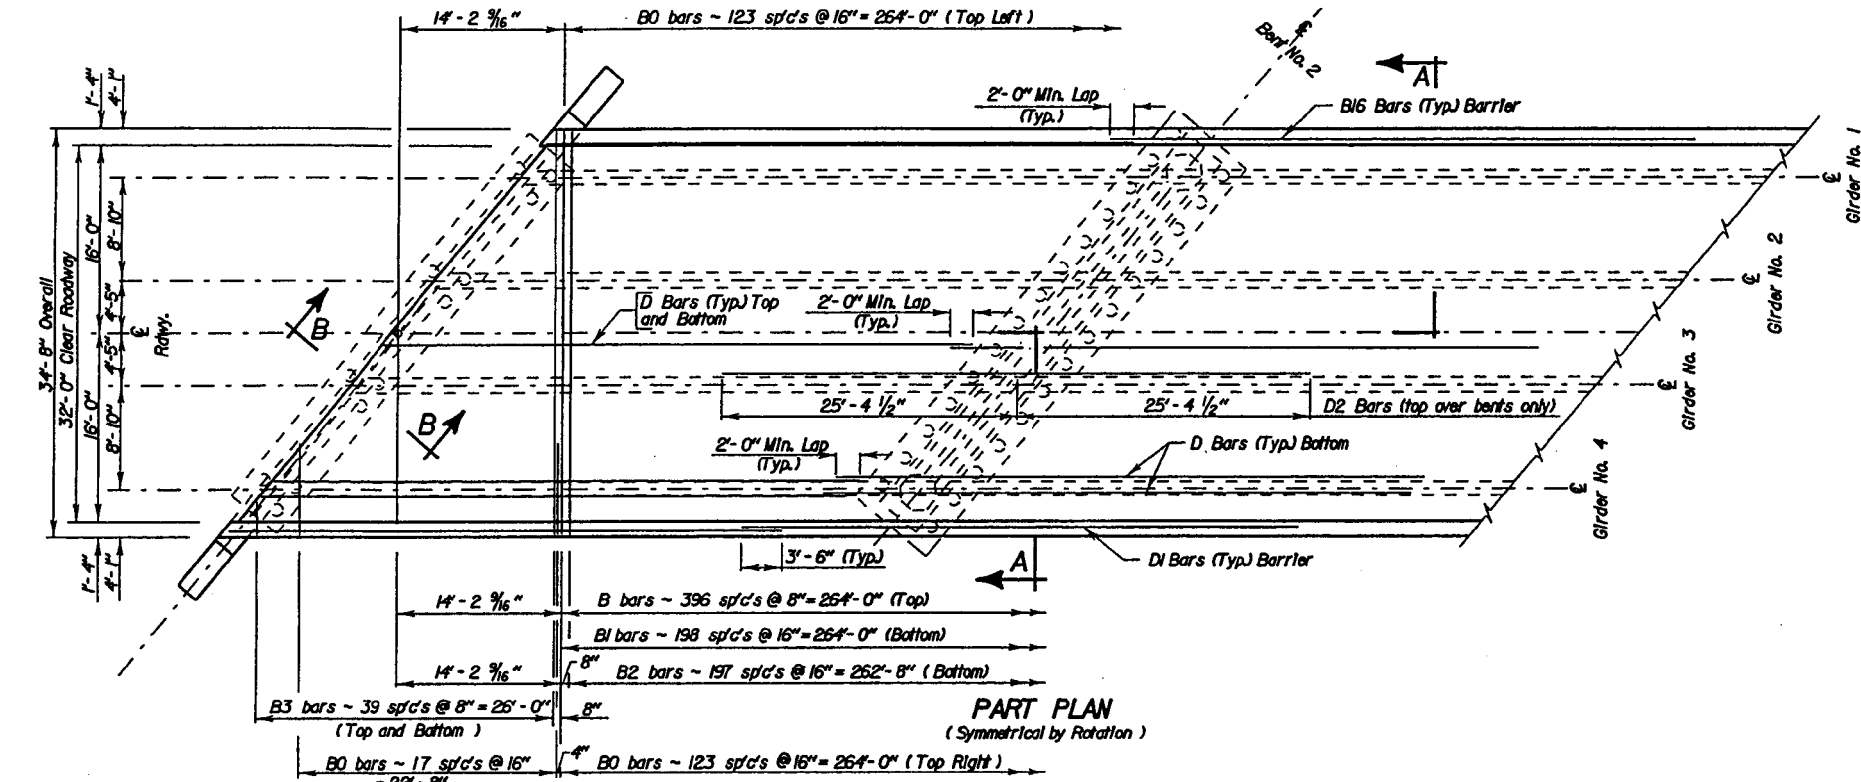 14'-2 9/16"
B0 bars ~ 123 sp'c's @ 16" = 264'-0" (Top Left)
℄
Bent No. 2
A
1'-4"
4'-1"
2'-0" Min. Lap
(Typ.)
B16 Bars (Typ.) Barrier
℄
Girder No. 1
34'-8" Overall
32'-0" Clear Roadway
16'-0"
8'-10"
4'-5"
℄
Rdwy.
B
D Bars (Typ.) Top
and Bottom
2'-0" Min. Lap
(Typ.)
℄
Girder No. 2
4'-5"
16'-0"
8'-10"
B
25'-4 1/2"
25'-4 1/2"
D2 Bars (top over bents only)
℄
Girder No. 3
2'-0" Min. Lap
(Typ.)
D Bars (Typ.) Bottom
℄
Girder No. 4
1'-4"
4'-1"
3'-6" (Typ.)
A
D1 Bars (Typ.) Barrier
14'-2 9/16"
B bars ~ 396 sp'c's @ 8" = 264'-0" (Top)
B1 bars ~ 198 sp'c's @ 16" = 264'-0" (Bottom)
8"
14'-2 9/16"
B2 bars ~ 197 sp'c's @ 16" = 262'-8" (Bottom)
B3 bars ~ 39 sp'c's @ 8" = 26'-0"
8"
(Top and Bottom)
PART PLAN
(Symmetrical by Rotation)
B0 bars ~ 17 sp'c's @ 16"
4"
B0 bars ~ 123 sp'c's @ 16" = 264'-0" (Top Right)